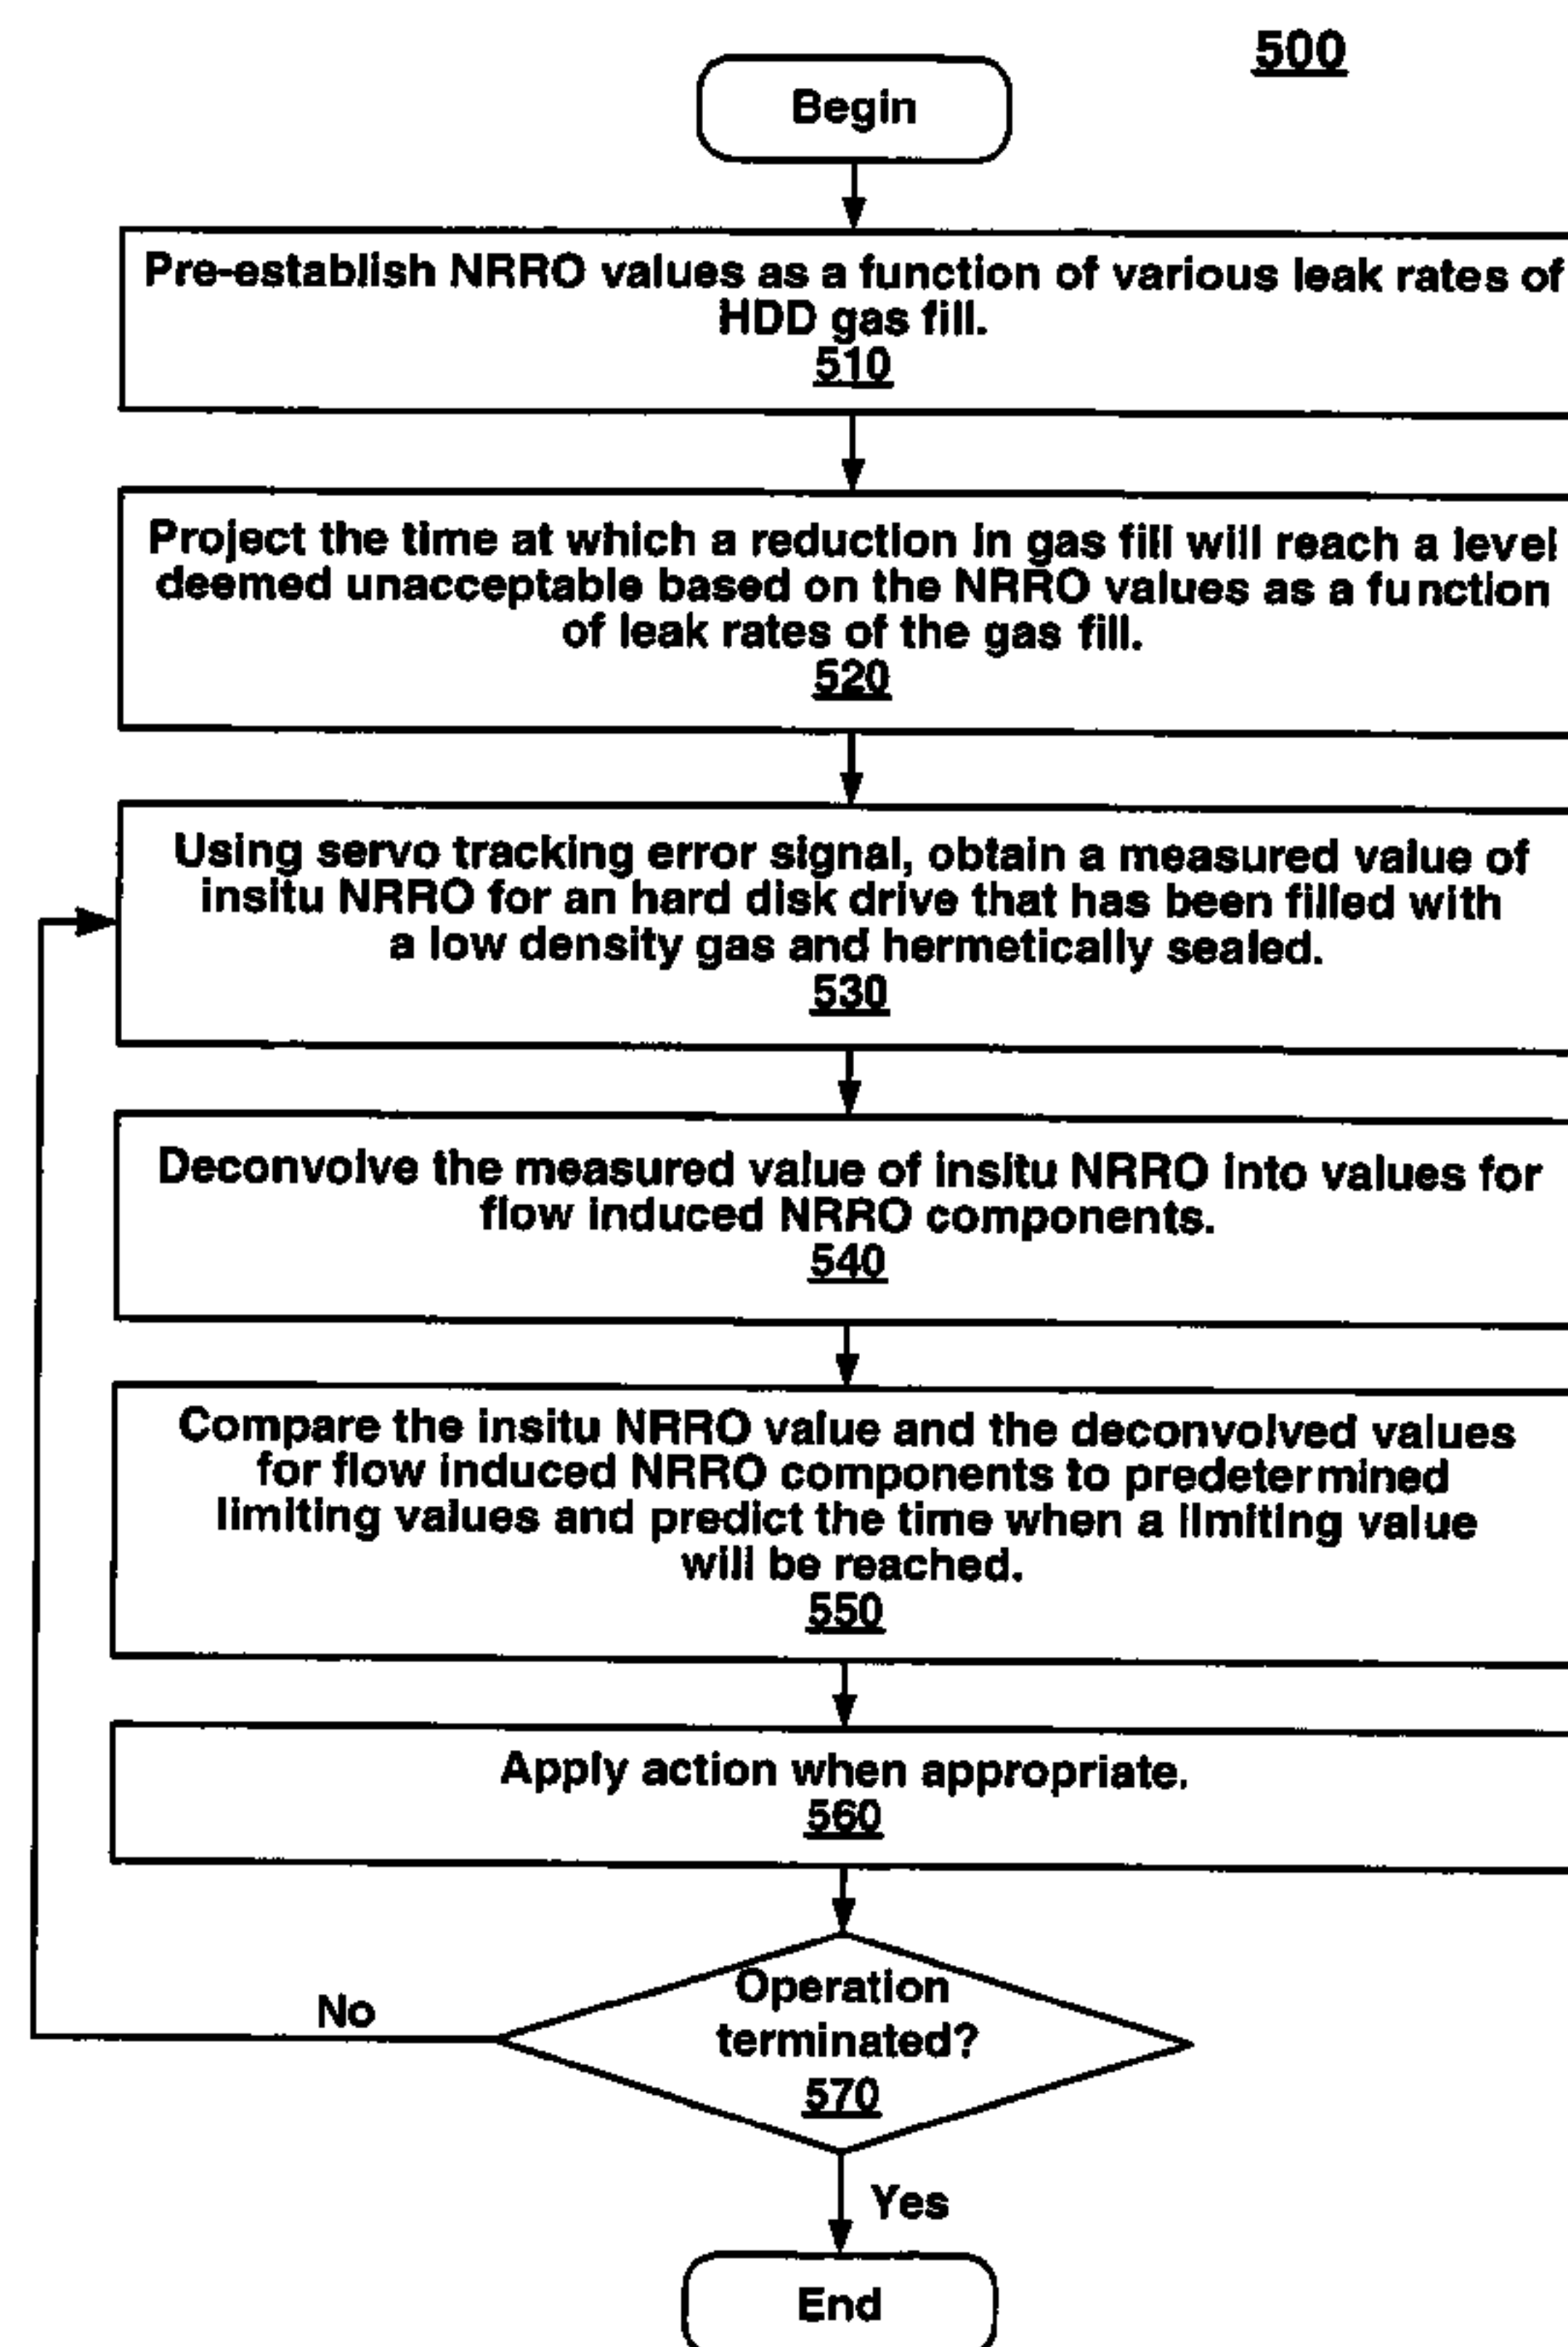 500
Begin
Pre-establish NRRO values as a function of various leak rates of
HDD gas fill.
510
Project the time at which a reduction in gas fill will reach a level
deemed unacceptable based on the NRRO values as a function
of leak rates of the gas fill.
520
Using servo tracking error signal, obtain a measured value of
insitu NRRO for an hard disk drive that has been filled with
a low density gas and hermetically sealed.
530
Deconvolve the measured value of insitu NRRO into values for
flow induced NRRO components.
540
Compare the insitu NRRO value and the deconvolved values
for flow induced NRRO components to predetermined
limiting values and predict the time when a limiting value
will be reached.
550
Apply action when appropriate.
560
Operation
terminated?
570
No
Yes
End